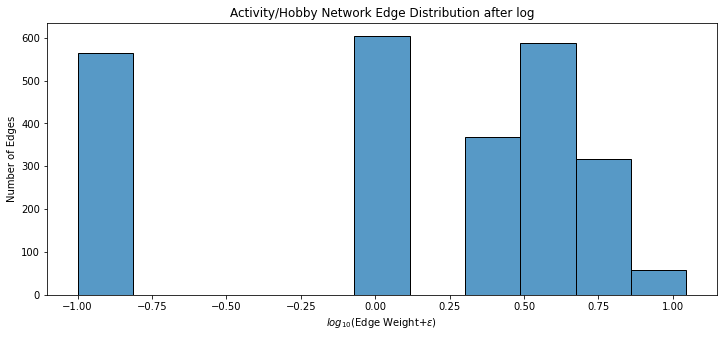 Activity/Hobby Network Edge Distribution after log
600
500
400
300
200
100
0
Number of Edges
−1.00 −0.75 −0.50 −0.25 0.00 0.25 0.50 0.75 1.00
log₁₀(Edge Weight+ε)